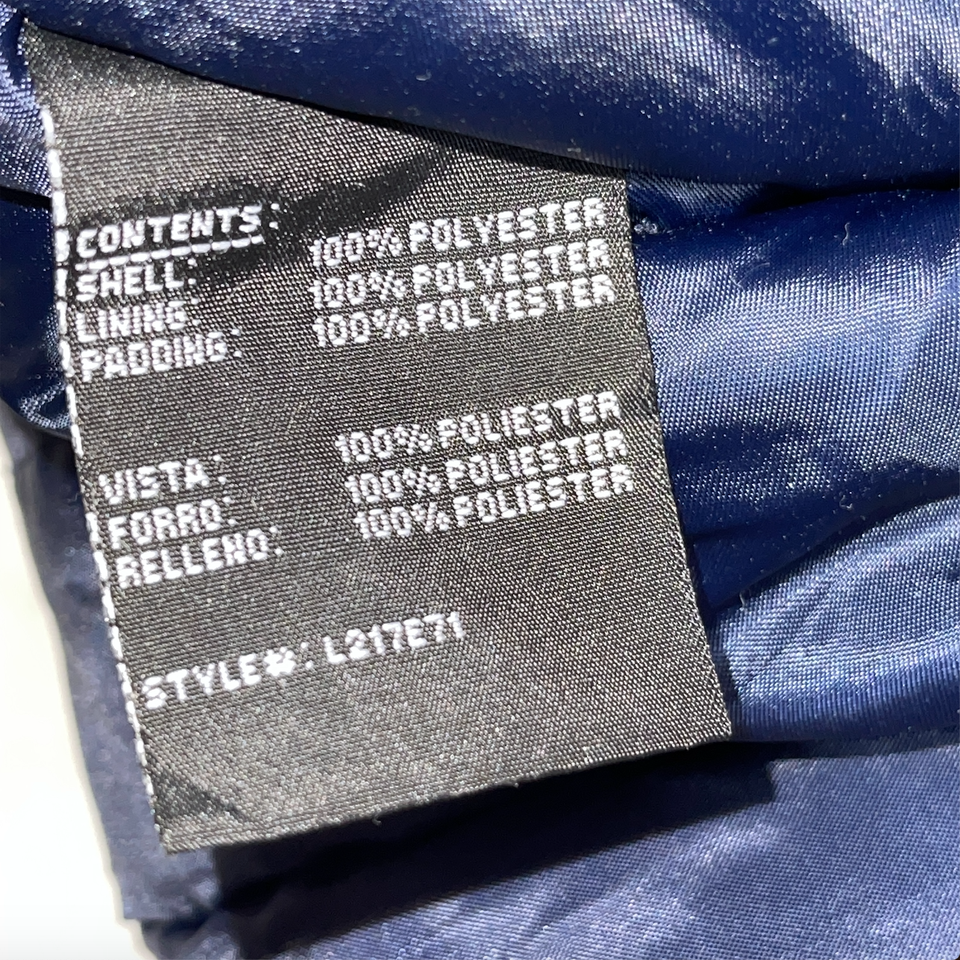 CONTENTS:
SHELL: 100% POLYESTER
LINING: 100% POLYESTER
PADDING: 100% POLYESTER
VISTA: 100% POLIESTER
FORRO: 100% POLIESTER
RELLENO: 100% POLIESTER
STYLE#: L217E71